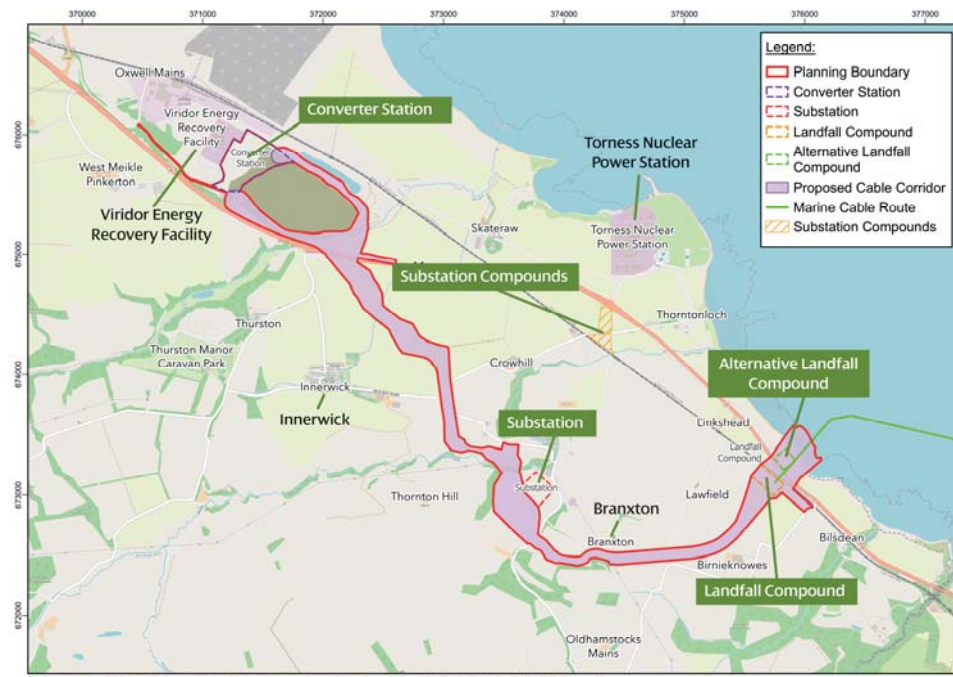 370000
371000
372000
373000
374000
375000
376000
377000
676000
675000
674000
673000
672000
Legend:
Planning Boundary
Converter Station
Substation
Landfall Compound
Alternative Landfall
Compound
Proposed Cable Corridor
Marine Cable Route
Substation Compounds
Oxwell Mains
Viridor Energy
Recovery
Facility
Converter Station
Converter
Station
West Meikle
Pinkerton
Viridor Energy
Recovery Facility
Torness Nuclear
Power Station
Torness Nuclear
Power Station
Skateraw
Substation Compounds
Thurston
Thorntonloch
Thurston Manor
Caravan Park
Crowhill
Innerwick
Innerwick
Alternative Landfall
Compound
Linkshead
Substation
Landfall
Compound
Substation
Thornton Hill
Lawfield
Branxton
Branxton
Bilsdean
Birnieknowes
Landfall Compound
Oldhamstocks
Mains